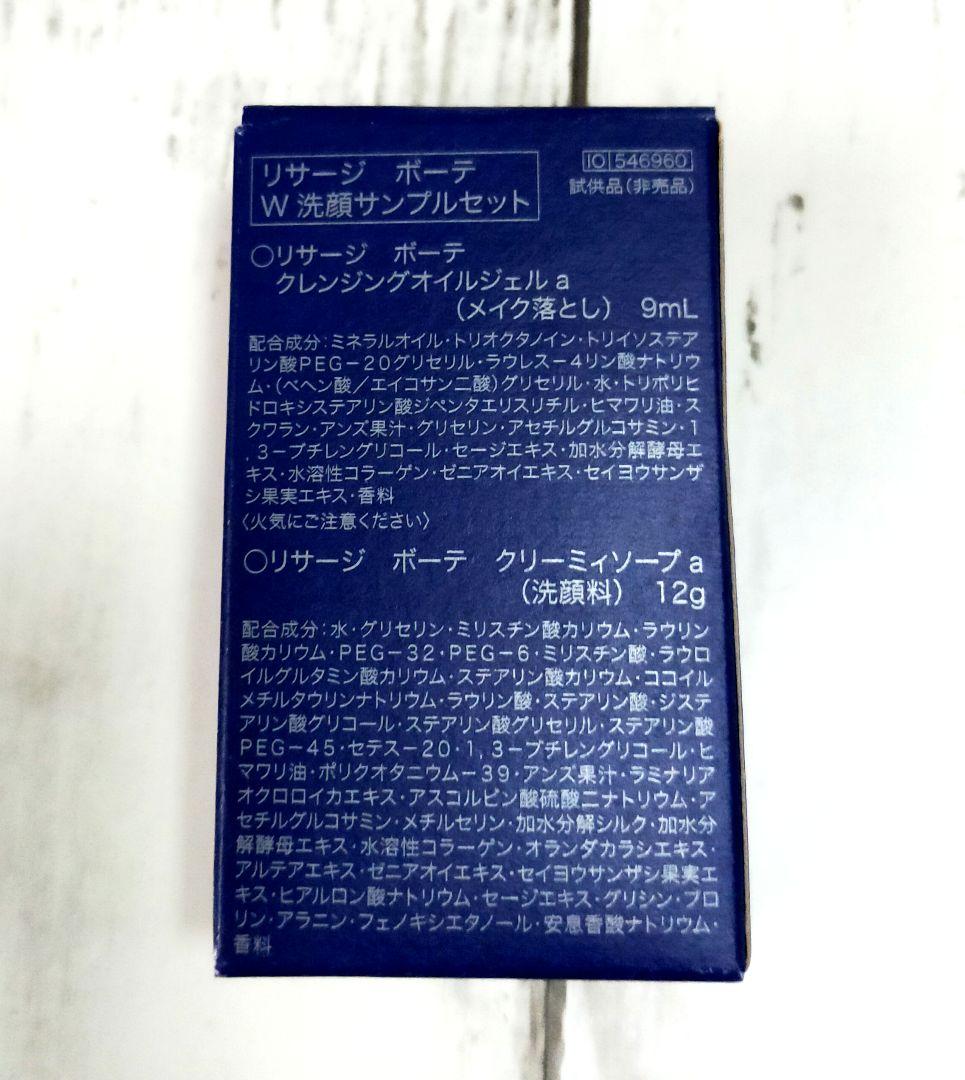 リサージ　ボーテ
W 洗顔サンプルセット
IO 546960
試供品(非売品)
○リサージ　ボーテ
クレンジングオイルジェル a
(メイク落とし)　9mL
配合成分：ミネラルオイル・トリオクタノイン・トリイソステア
リン酸PEG－20グリセリル・ラウレス－4リン酸ナトリウ
ム・(ベヘン酸／エイコサン二酸)グリセリル・水・トリポリヒ
ドロキシステアリン酸ジペンタエリスリチル・ヒマワリ油・ス
クワラン・アンズ果汁・グリセリン・アセチルグルコサミン・1
,3－ブチレングリコール・セージエキス・加水分解酵母エ
キス・水溶性コラーゲン・ゼニアオイエキス・セイヨウサンザ
シ果実エキス・香料
〈火気にご注意ください〉
○リサージ　ボーテ　クリーミィソープ a
(洗顔料)　12g
配合成分：水・グリセリン・ミリスチン酸カリウム・ラウリン
酸カリウム・PEG－32・PEG－6・ミリスチン酸・ラウロ
イルグルタミン酸カリウム・ステアリン酸カリウム・ココイル
メチルタウリンナトリウム・ラウリン酸・ステアリン酸・ジステ
アリン酸グリコール・ステアリン酸グリセリル・ステアリン酸
PEG－45・セテス－20・1,3－ブチレングリコール・ヒ
マワリ油・ポリクオタニウム－39・アンズ果汁・ラミナリア
オクロロイカエキス・アスコルビン酸硫酸二ナトリウム・ア
セチルグルコサミン・メチルセリン・加水分解シルク・加水分
解酵母エキス・水溶性コラーゲン・オランダカラシエキス・
アルテアエキス・ゼニアオイエキス・セイヨウサンザシ果実エ
キス・ヒアルロン酸ナトリウム・セージエキス・グリシン・プロ
リン・アラニン・フェノキシエタノール・安息香酸ナトリウム・
香料